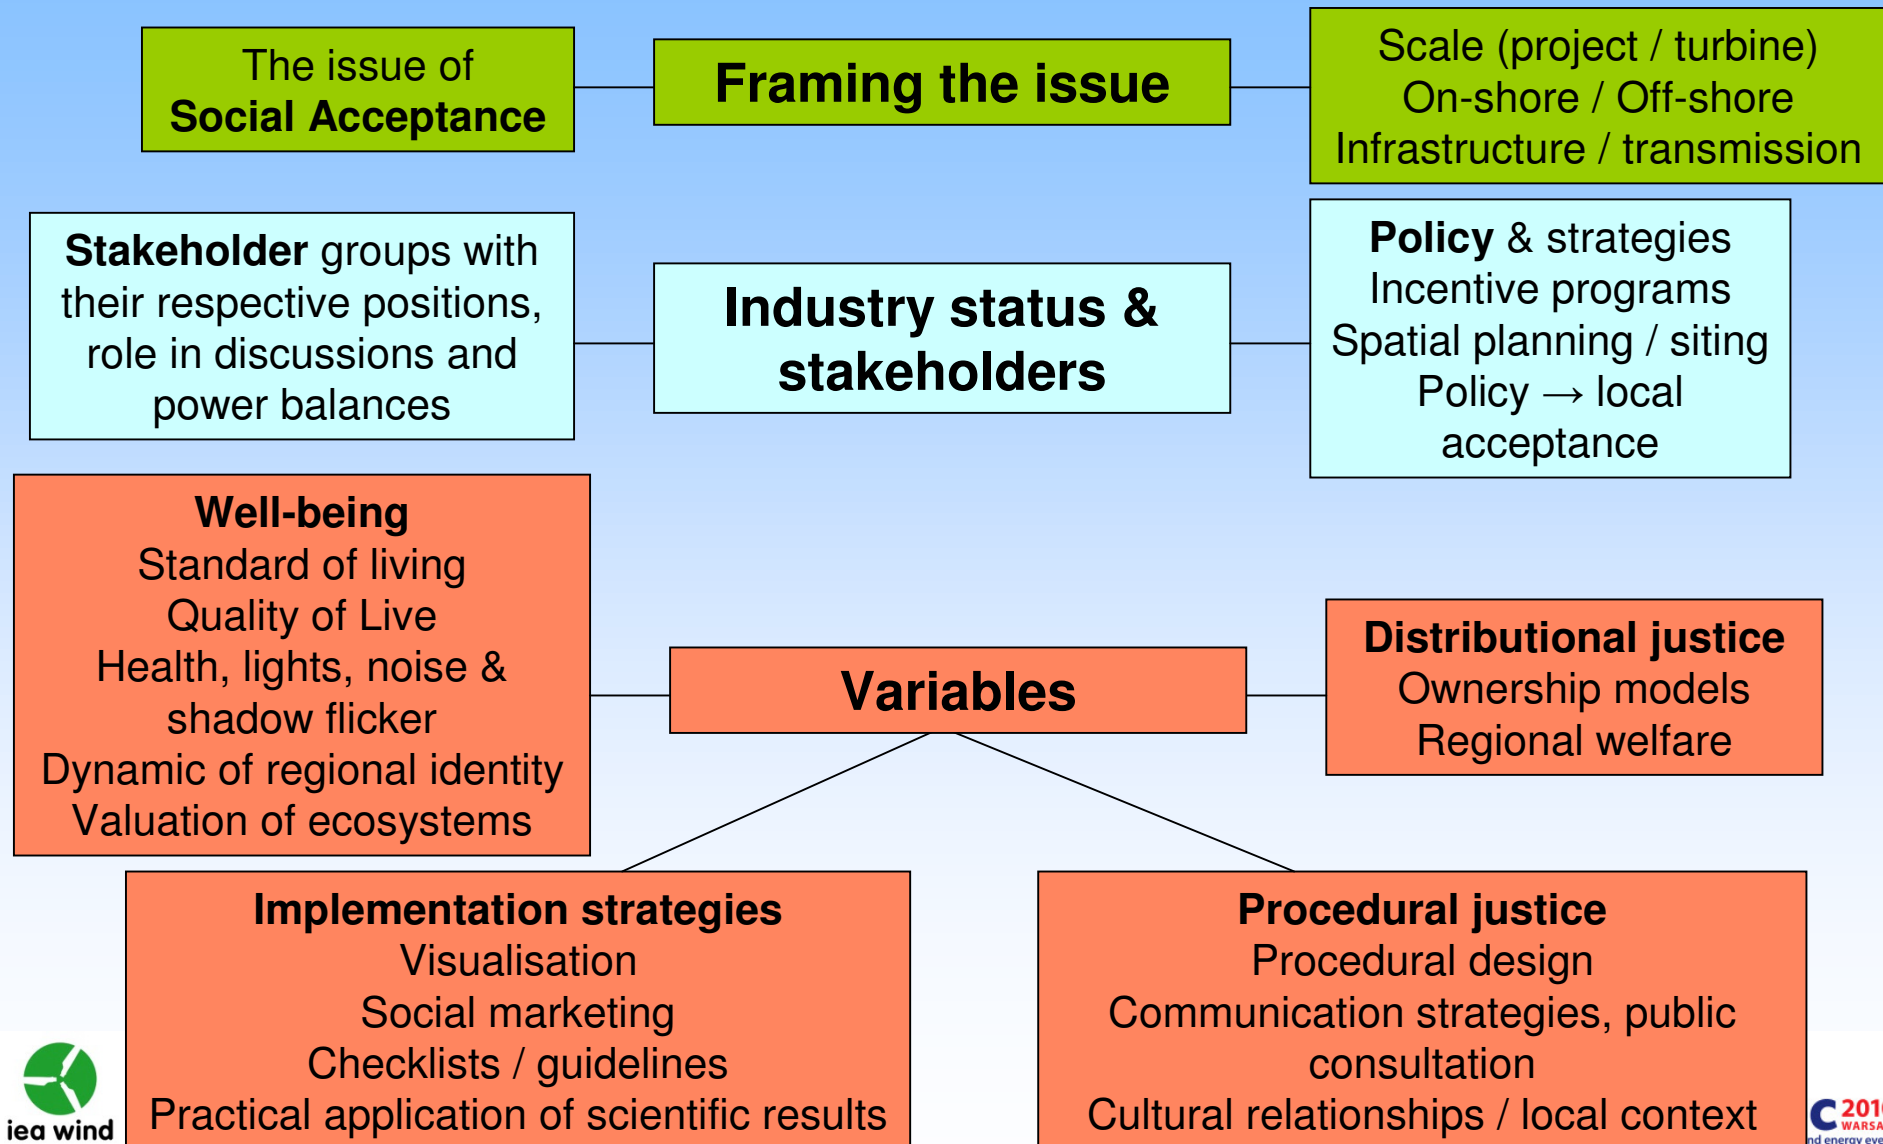 The issue of
Social Acceptance
Framing the issue
Scale (project / turbine)
On-shore / Off-shore
Infrastructure / transmission
Stakeholder groups with
their respective positions,
role in discussions and
power balances
Industry status &
stakeholders
Policy & strategies
Incentive programs
Spatial planning / siting
Policy → local
acceptance
Well-being
Standard of living
Quality of Live
Health, lights, noise &
shadow flicker
Dynamic of regional identity
Valuation of ecosystems
Variables
Distributional justice
Ownership models
Regional welfare
Implementation strategies
Visualisation
Social marketing
Checklists / guidelines
Practical application of scientific results
Procedural justice
Procedural design
Communication strategies, public
consultation
Cultural relationships / local context
iea wind
C 201
WARSA
nd energy eve